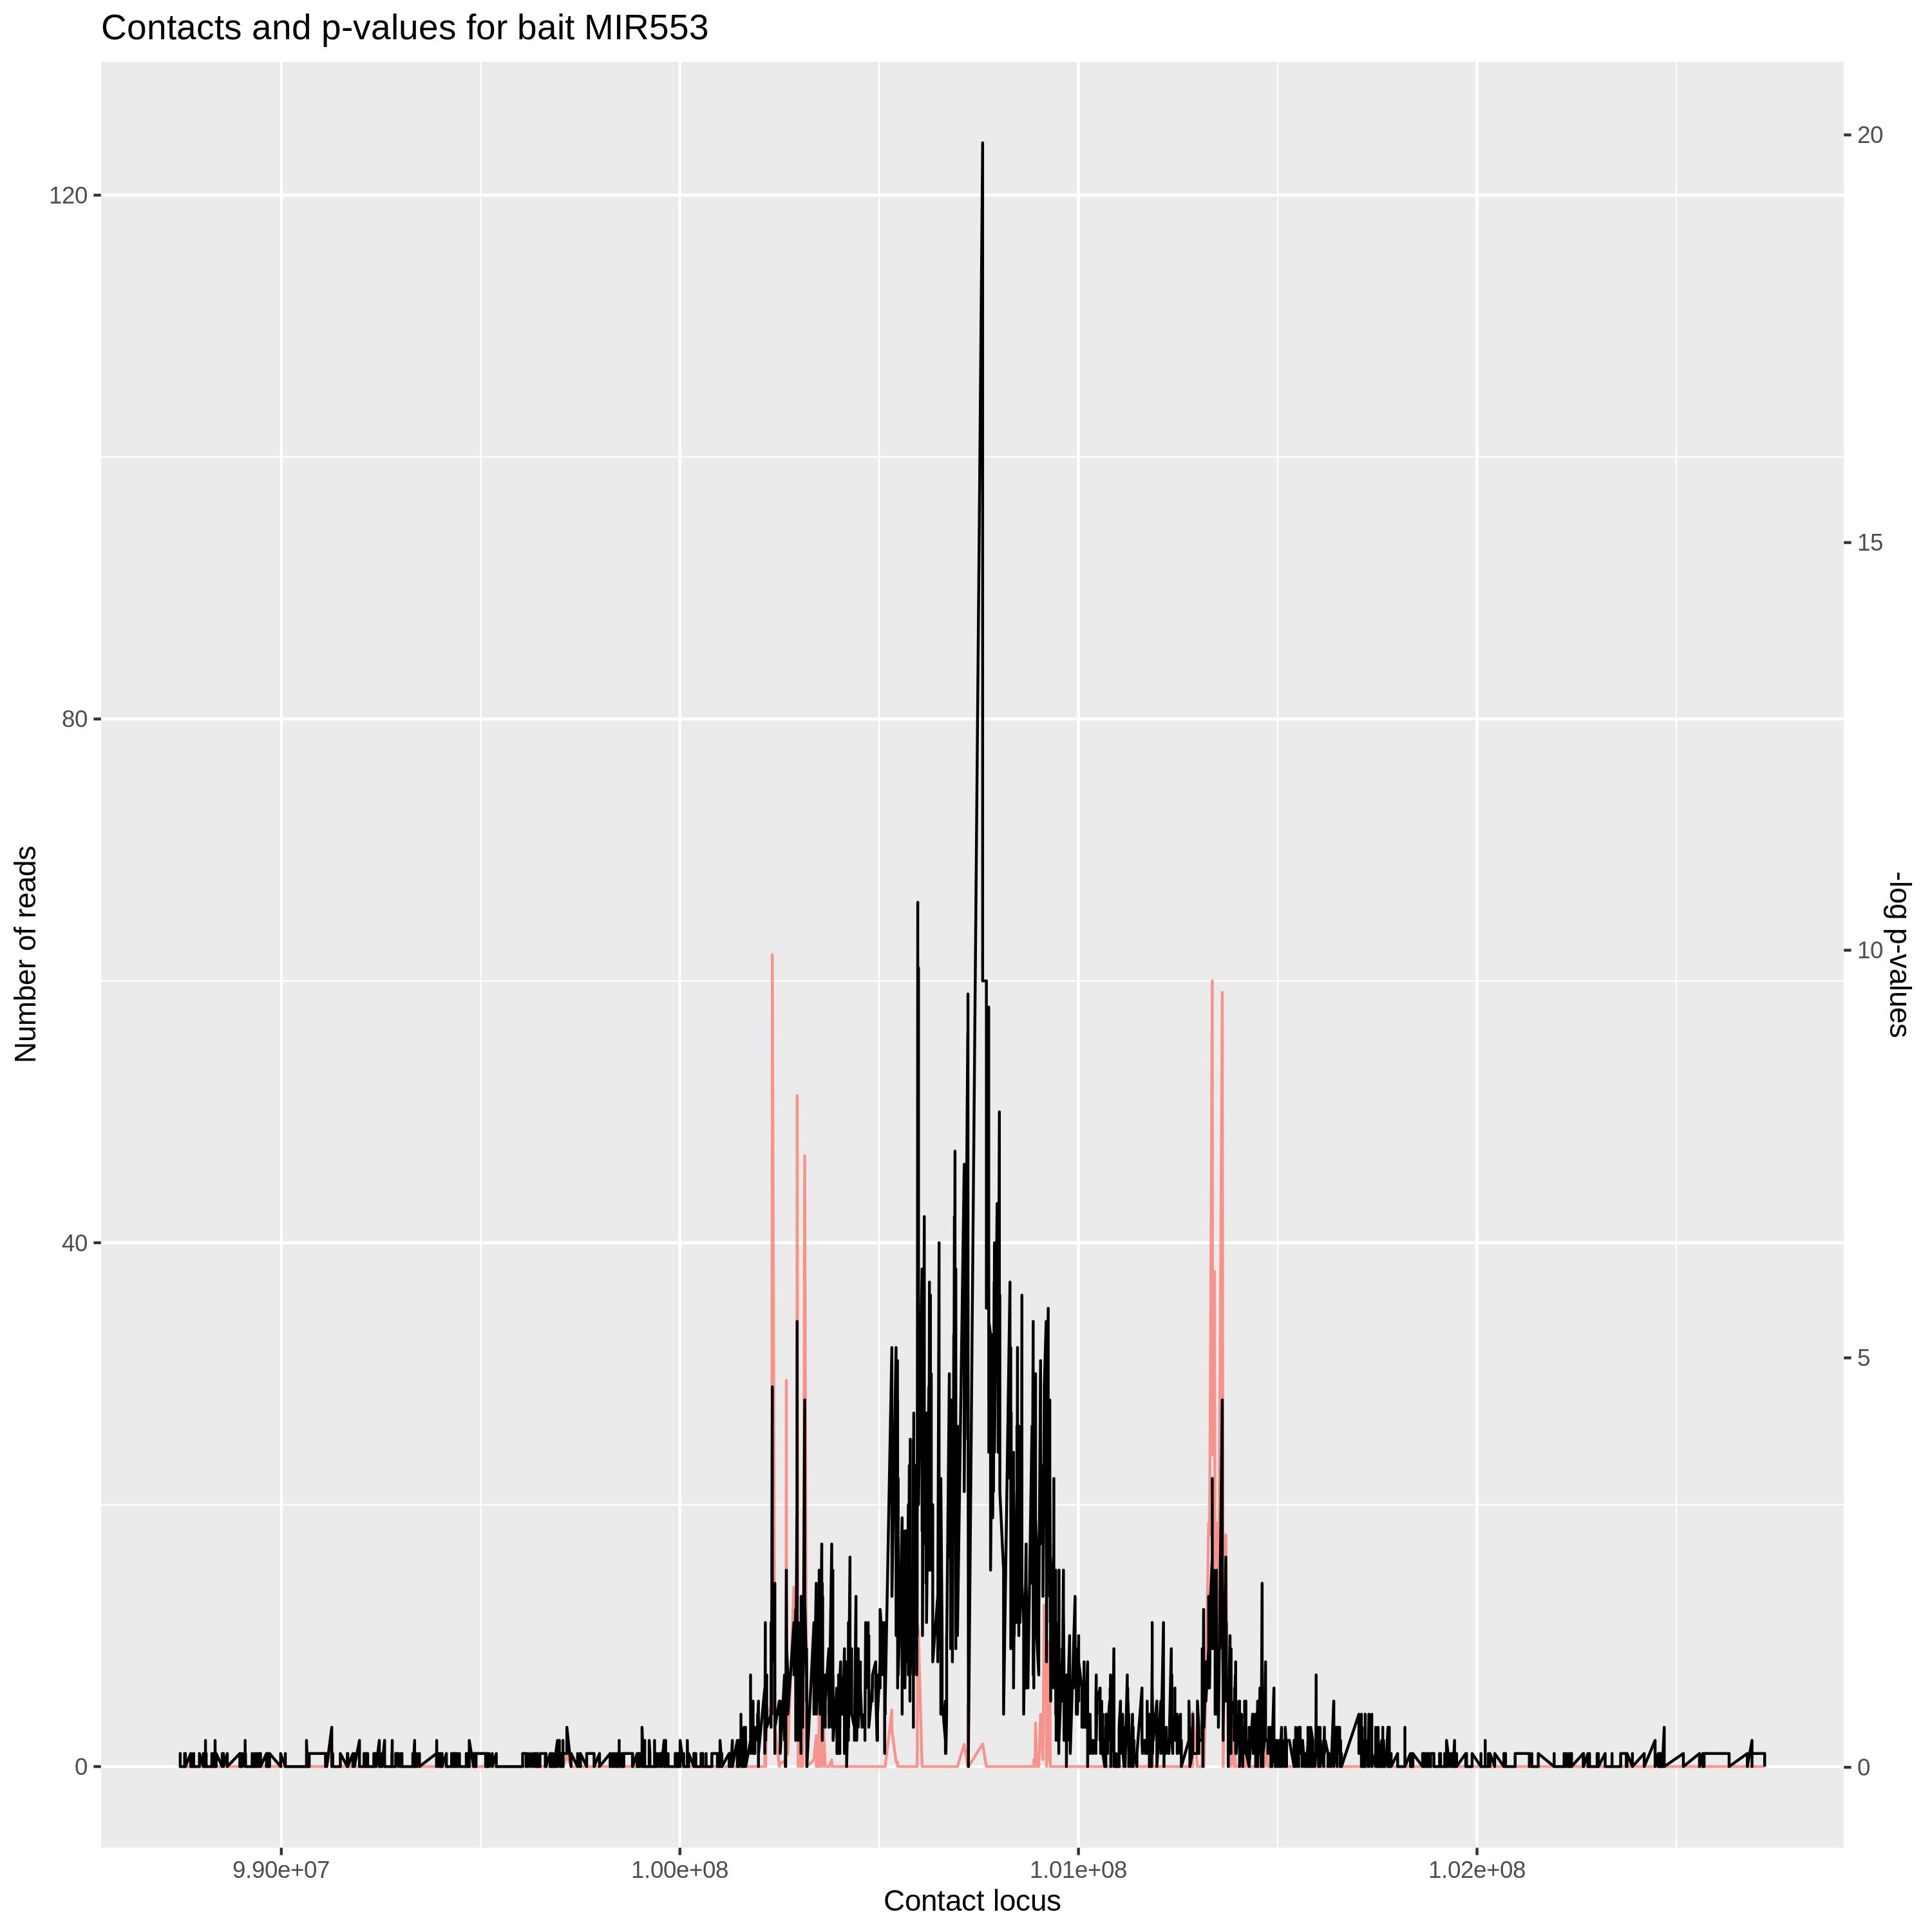 Contacts and p-values for bait MIR553
120
80
40
0
Number of reads
20
15
10
5
0
-log p-values
9.90e+07
1.00e+08
1.01e+08
1.02e+08
Contact locus